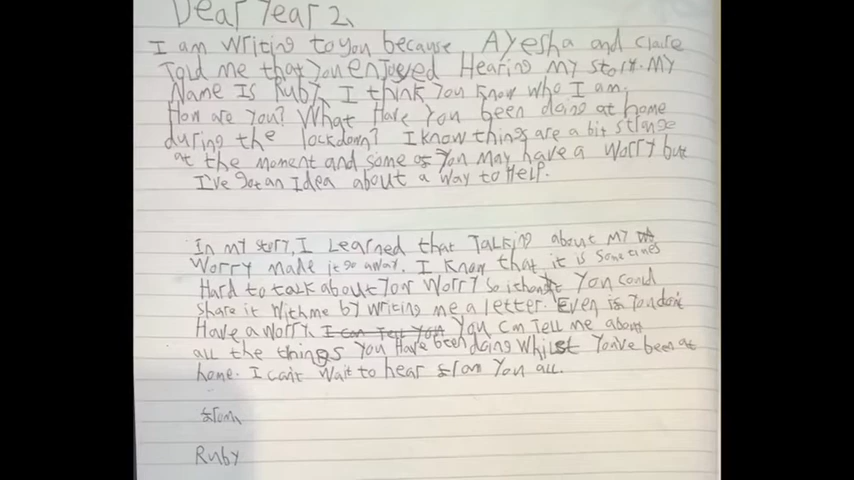 Dear Year 2,
I am writing to you because Ayesha and Claire
Told me that you enjoyed Hearing my story. My
Name Is Ruby, I think you know who I am.
How are you? What Have you been doing at home
during the lockdown? I know things are a bit strange
at the moment and some of You May have a worry but
I've got an Idea about a way to Help.
In my story, I Learned that Talking about my
Worry made it go away. I know that it is sometimes
Hard to talk about your worry so i thought You could
share it with me by writing me a letter. Even if You don't
Have a worry, I can Tell You You Can Tell me about
all the things You Have been doing whilst You've been at
home. I can't wait to hear from You all.
from,
Ruby